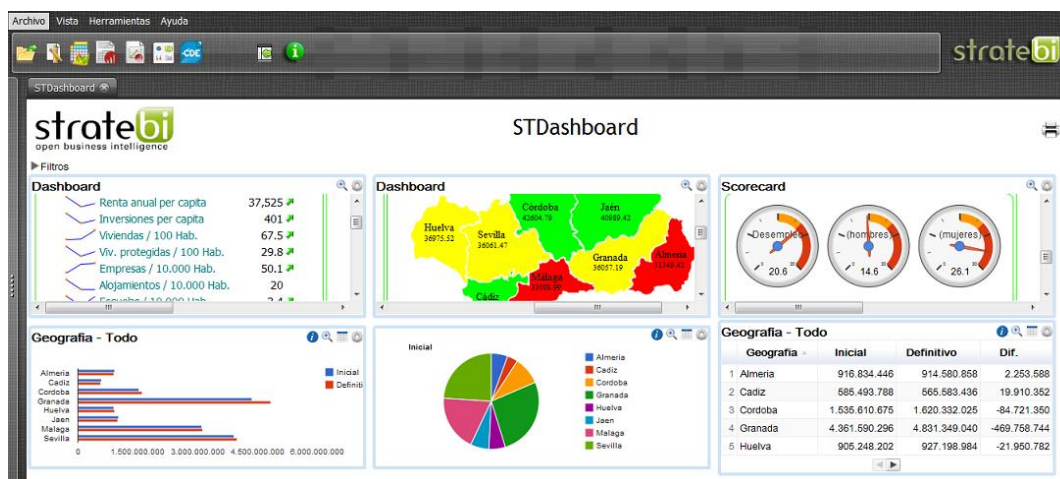 Archivo Vista Herramientas Ayuda
CDE
stratebi
STDashboard
stratebi
open business intelligence
STDashboard
Filtros
Dashboard
Renta anual per capita 37,525
Inversiones per capita 401
Viviendas / 100 Hab. 67.5
Viv. protegidas / 100 Hab. 29.8
Empresas / 10.000 Hab. 50.1
Alojamientos / 10.000 Hab. 20
Dashboard
Córdoba
42604.79
Jaén
40989.42
Huelva
36975.52
Sevilla
36061.47
Granada
36057.19
Almería
Málaga
Cádiz
Scorecard
Desempleo
(hombres)
(mujeres)
20.6
14.6
26.1
Geografia - Todo
Almeria
Cadiz
Cordoba
Granada
Huelva
Jaen
Malaga
Sevilla
0 1.500.000.000 3.000.000.000 4.500.000.000 6.000.000.000
Inicial
Definiti
Inicial
Almeria
Cadiz
Cordoba
Granada
Huelva
Jaen
Malaga
Sevilla
Geografia - Todo
Geografia Inicial Definitivo Dif.
1 Almeria 916.834.446 914.580.858 2.253.588
2 Cadiz 585.493.788 565.583.436 19.910.352
3 Cordoba 1.535.610.675 1.620.332.025 -84.721.350
4 Granada 4.361.590.296 4.831.349.040 -469.758.744
5 Huelva 905.248.202 927.198.984 -21.950.782